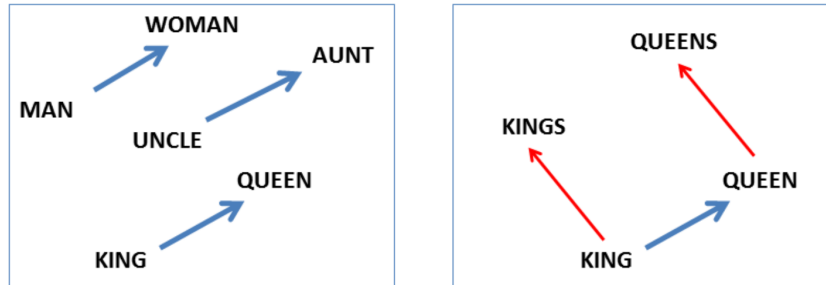 WOMAN
AUNT
MAN
UNCLE
QUEEN
KING
QUEENS
KINGS
QUEEN
KING